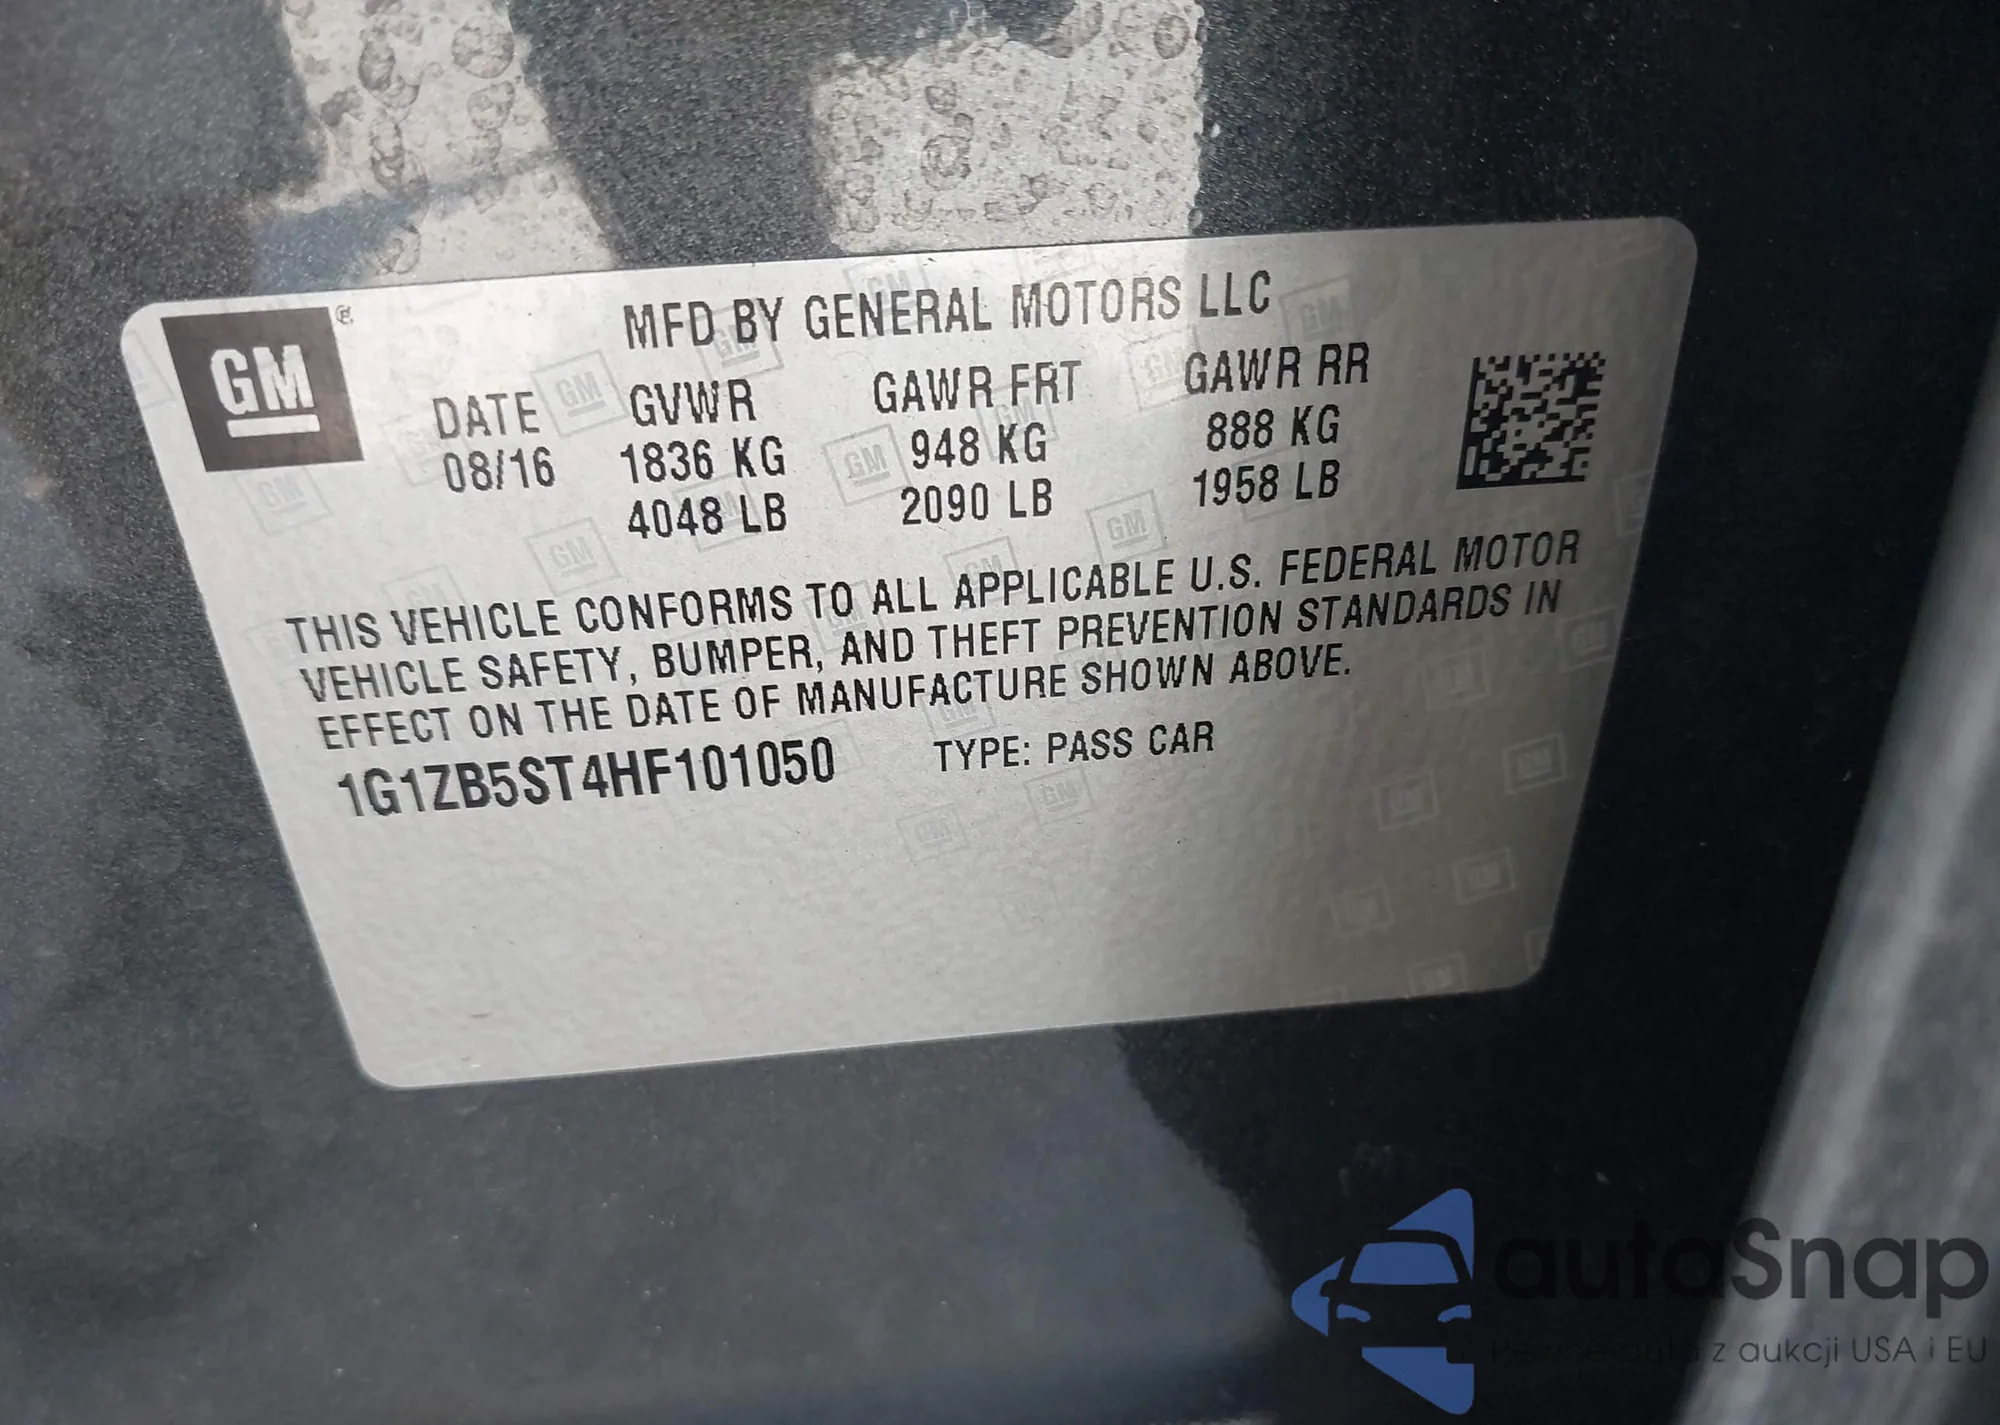 GM
MFD BY GENERAL MOTORS LLC
DATE GVWR GAWR FRT GAWR RR
08/16 1836 KG 948 KG 888 KG
4048 LB 2090 LB 1958 LB
THIS VEHICLE CONFORMS TO ALL APPLICABLE U.S. FEDERAL MOTOR
VEHICLE SAFETY, BUMPER, AND THEFT PREVENTION STANDARDS IN
EFFECT ON THE DATE OF MANUFACTURE SHOWN ABOVE.
1G1ZB5ST4HF101050 TYPE: PASS CAR
autaSnap
z aukcji USA i EU